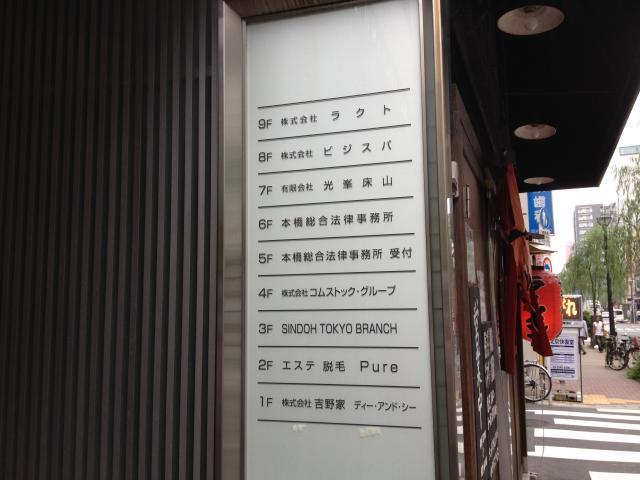 9F 株式会社 ラクト
8F 株式会社 ビジスパ
7F 有限会社 光峯床山
6F 本橋総合法律事務所
5F 本橋総合法律事務所 受付
4F 株式会社 コムストック・グループ
3F SINDOH TOKYO BRANCH
2F エステ 脱毛 Pure
1F 株式会社 吉野家 ディー・アンド・シー
歯科